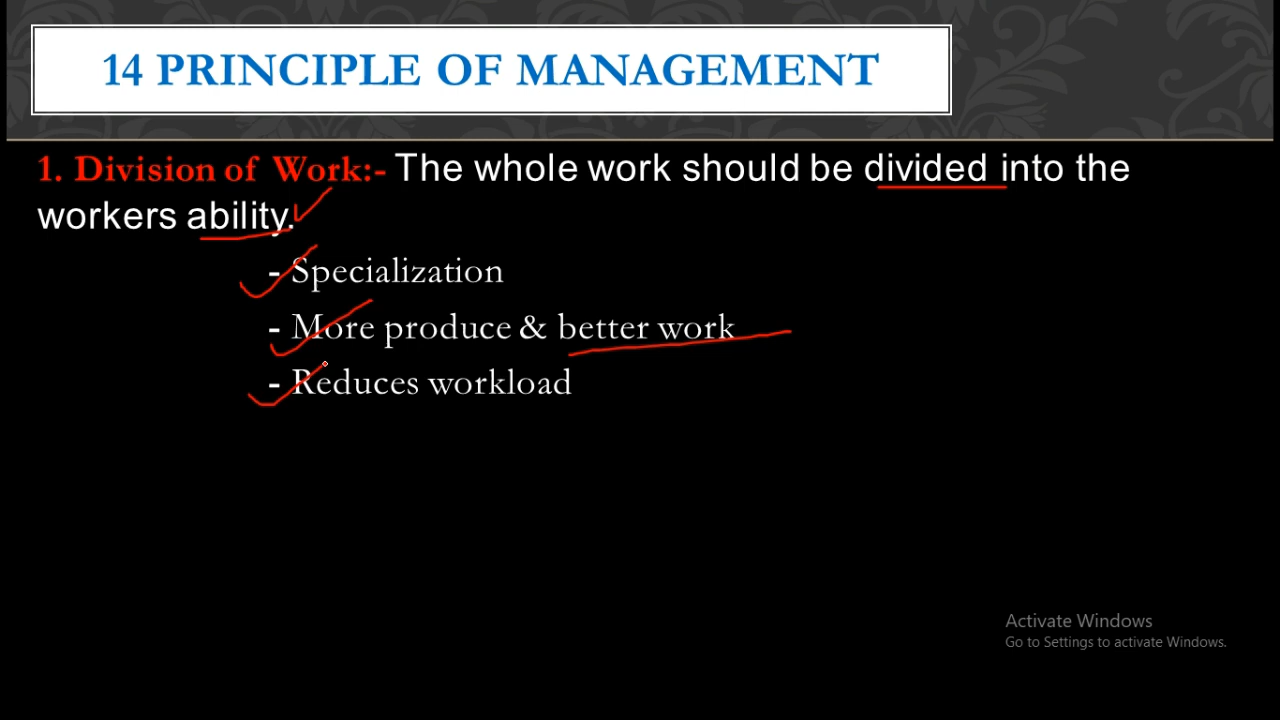 14 PRINCIPLE OF MANAGEMENT
1. Division of Work:- The whole work should be divided into the
workers ability.
- Specialization
- More produce & better work
- Reduces workload
Activate Windows
Go to Settings to activate Windows.